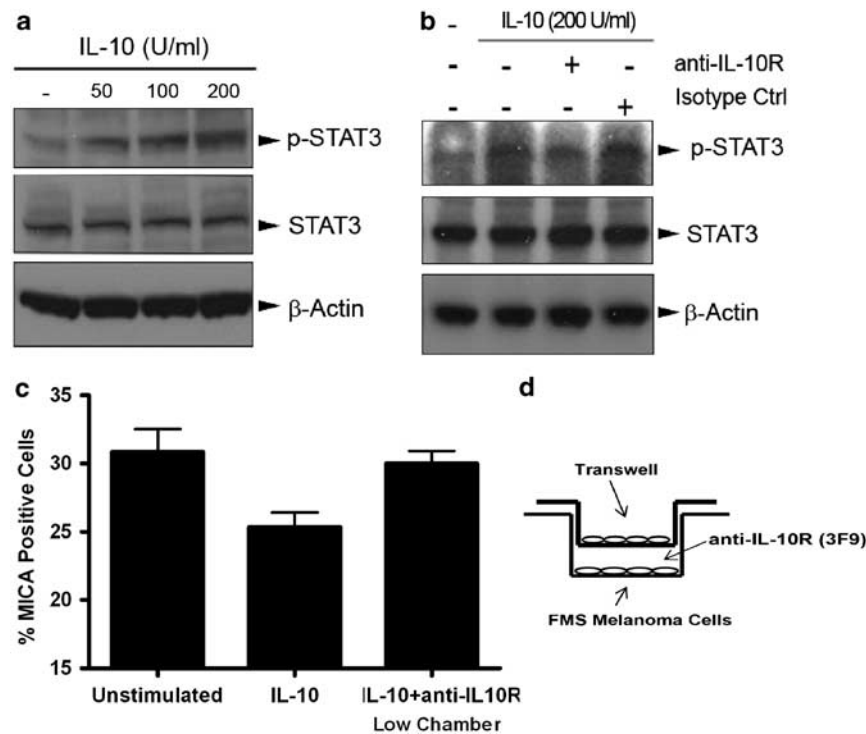 a
IL-10 (U/ml)
- 50 100 200
p-STAT3
STAT3
β-Actin
b
- IL-10 (200 U/ml)
- - + - anti-IL-10R
- - - + Isotype Ctrl
p-STAT3
STAT3
β-Actin
c
% MICA Positive Cells
35
30
25
20
15
Unstimulated IL-10 IL-10+anti-IL10R
Low Chamber
d
Transwell
anti-IL-10R (3F9)
FMS Melanoma Cells